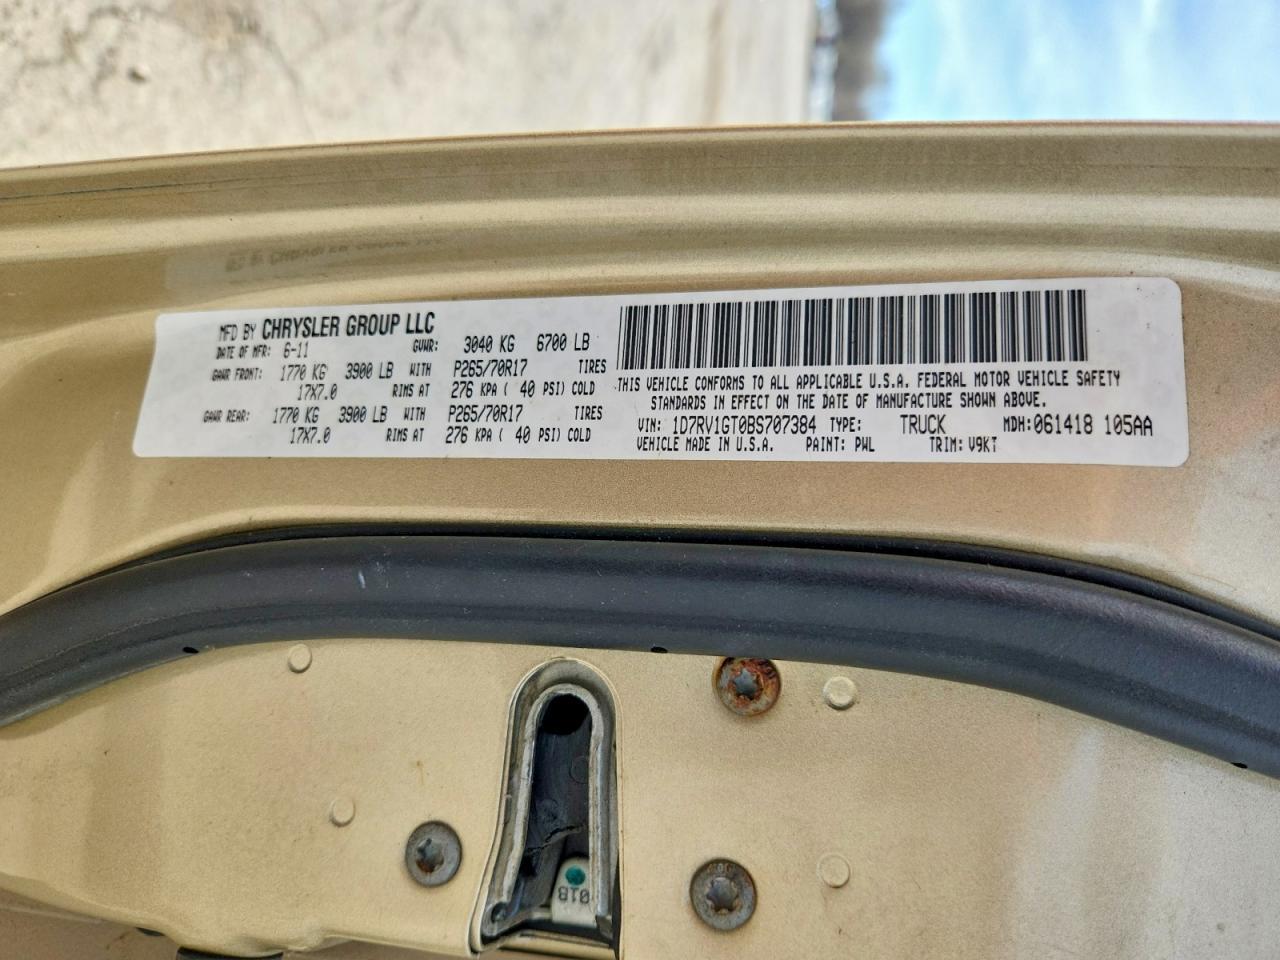 MFD BY CHRYSLER GROUP LLC
DATE OF MFR: 6-11 GVWR: 3040 KG 6700 LB
GAWR FRONT: 1770 KG 3900 LB WITH P265/70R17 TIRES
17X7.0 RIMS AT 276 KPA ( 40 PSI) COLD
GAWR REAR: 1770 KG 3900 LB WITH P265/70R17 TIRES
17X7.0 RIMS AT 276 KPA ( 40 PSI) COLD
THIS VEHICLE CONFORMS TO ALL APPLICABLE U.S.A. FEDERAL MOTOR VEHICLE SAFETY
STANDARDS IN EFFECT ON THE DATE OF MANUFACTURE SHOWN ABOVE.
VIN: 1D7RV1GT0BS707384 TYPE: TRUCK MDH: 061418 105AA
VEHICLE MADE IN U.S.A. PAINT: PWL TRIM: V9KT